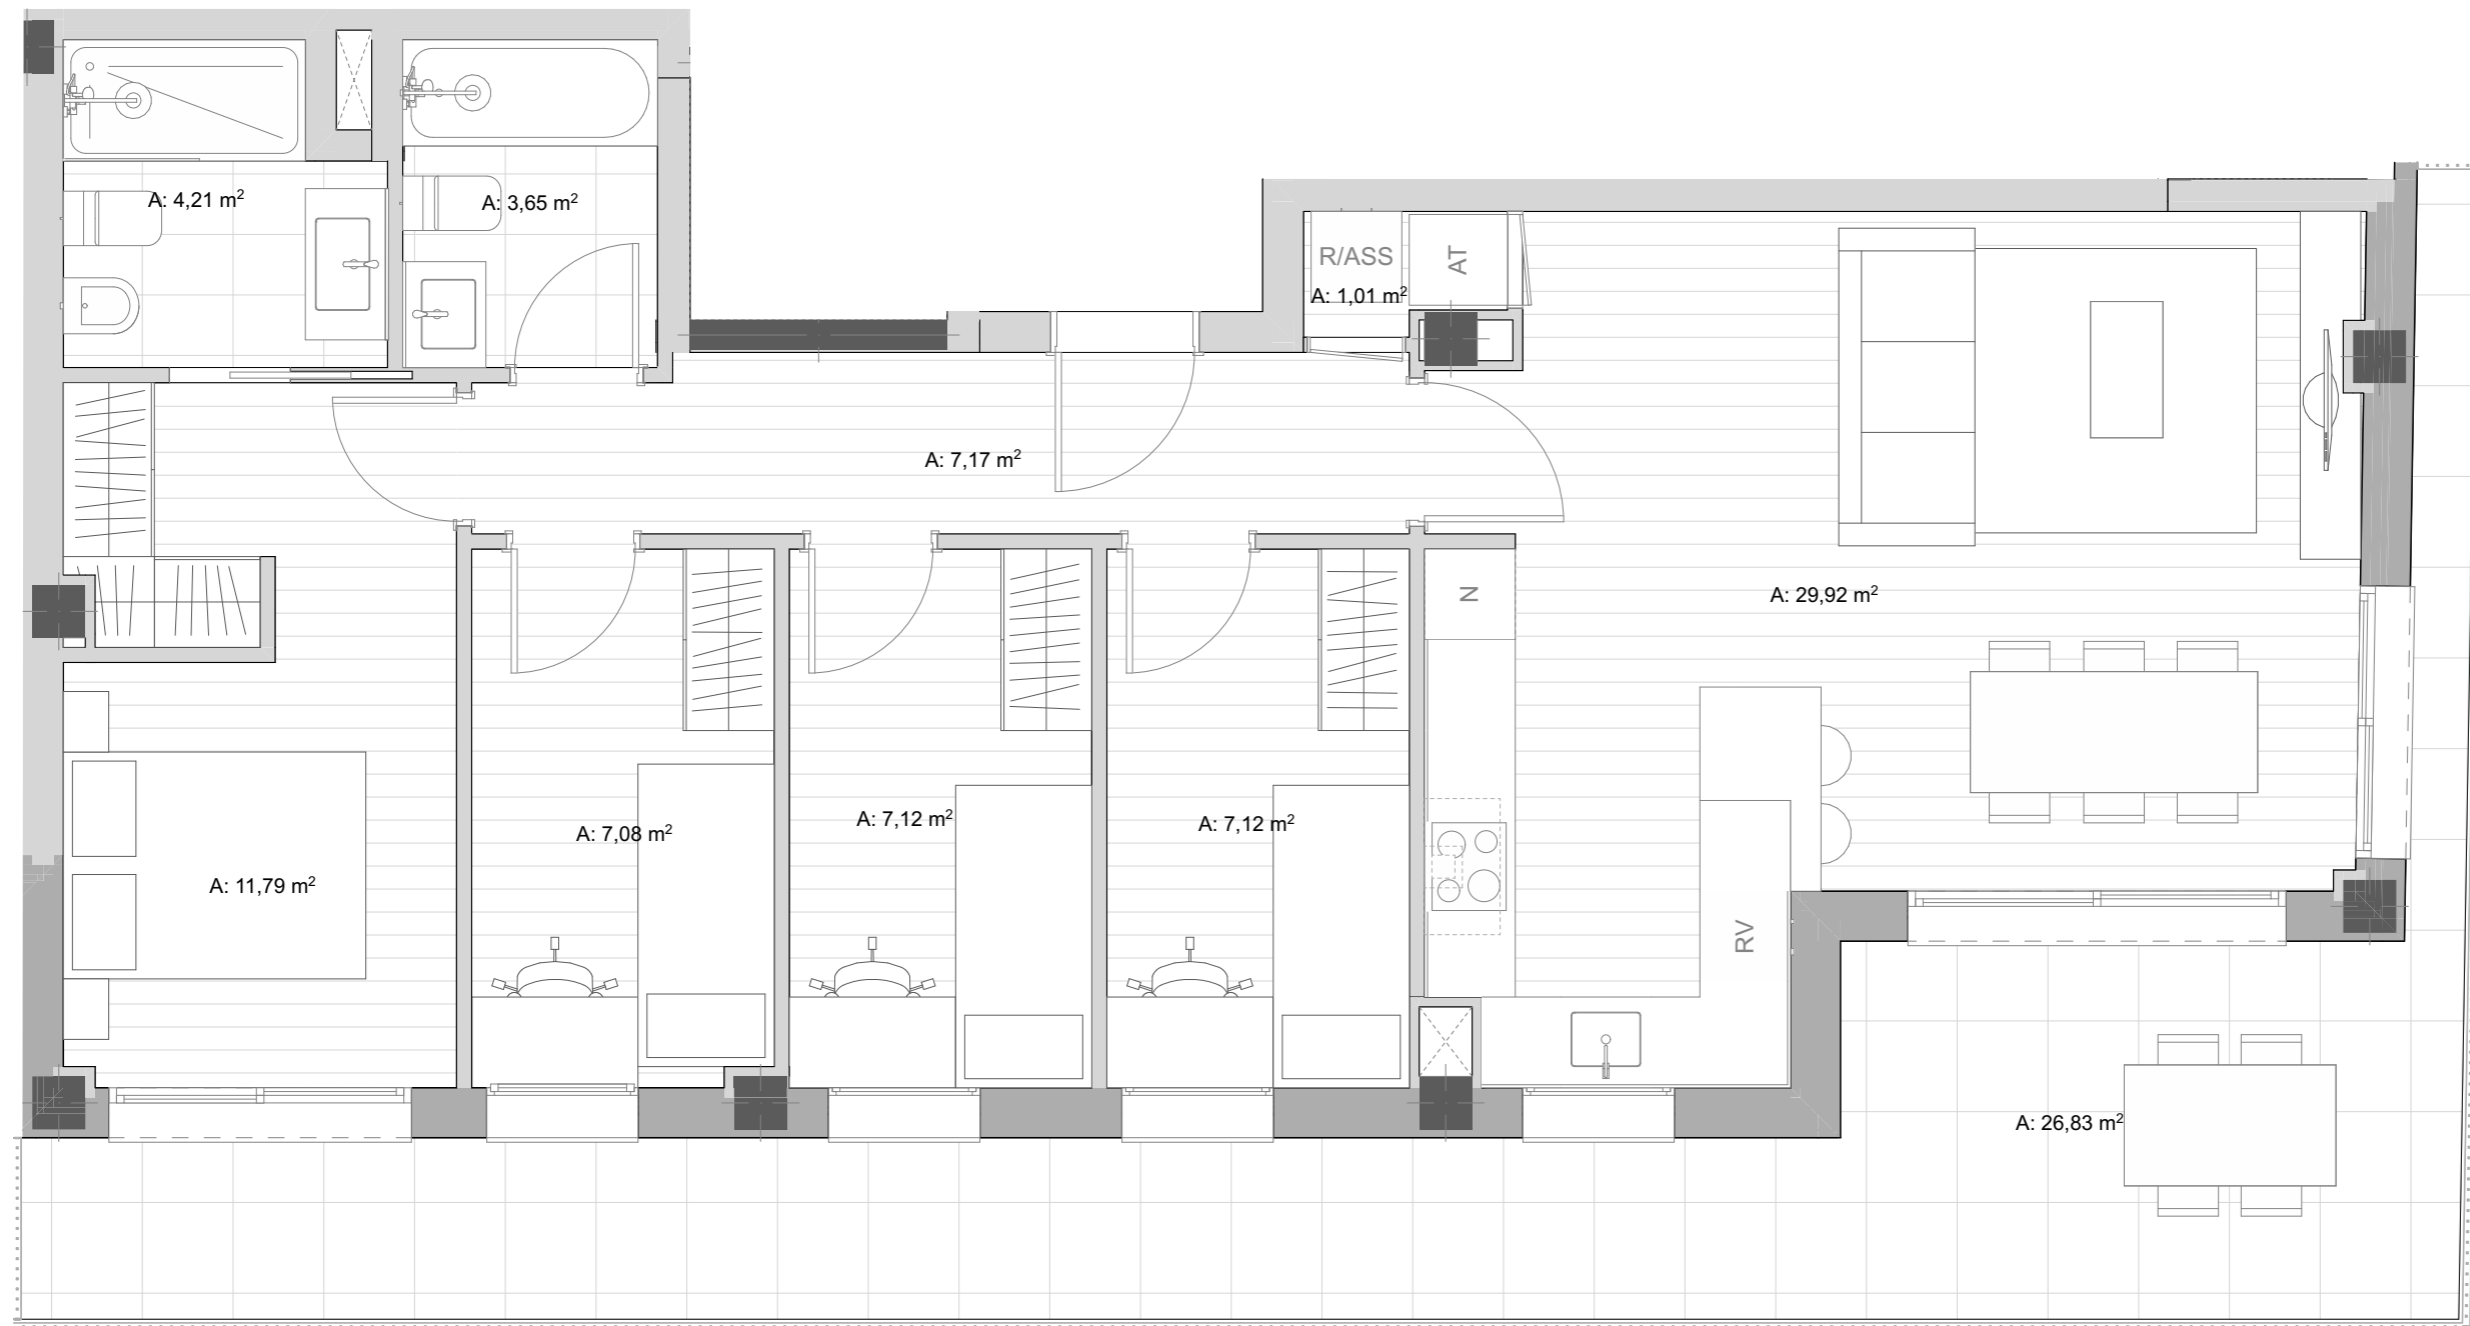 A: 4,21 m²
A: 3,65 m²
R/ASS
AT
A: 1,01 m²
A: 7,17 m²
N
A: 29,92 m²
A: 7,08 m²
A: 7,12 m²
A: 7,12 m²
A: 11,79 m²
RV
A: 26,83 m²